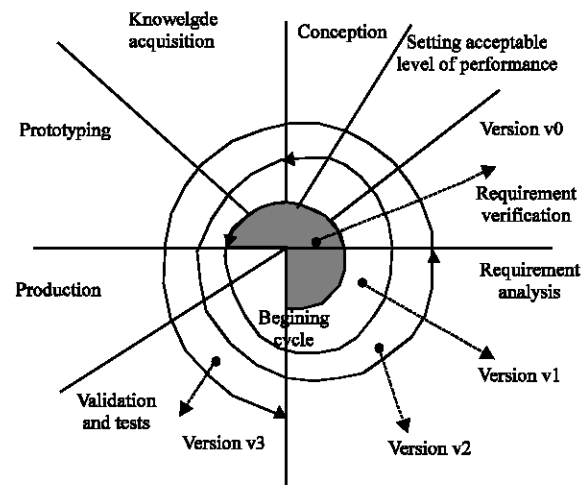 Knowelgde
acquisition
Conception
Setting acceptable
level of performance
Prototyping
Version v0
Requirement
verification
Production
Requirement
analysis
Begining
cycle
Version v1
Validation
and tests
Version v3
Version v2